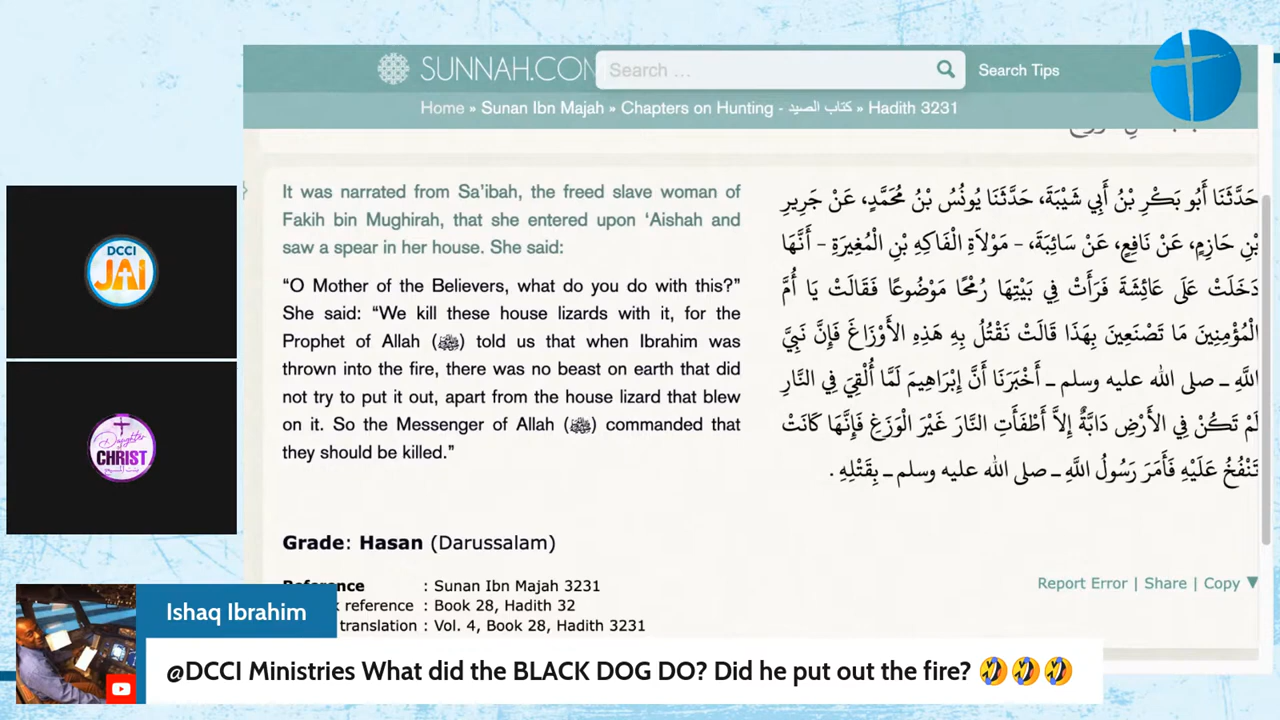 SUNNAH.COM
Search ...
Search Tips
Home » Sunan Ibn Majah » Chapters on Hunting - كتاب الصيد » Hadith 3231
It was narrated from Sa'ibah, the freed slave woman of
Fakih bin Mughirah, that she entered upon 'Aishah and
saw a spear in her house. She said:
“O Mother of the Believers, what do you do with this?”
She said: “We kill these house lizards with it, for the
Prophet of Allah (ﷺ) told us that when Ibrahim was
thrown into the fire, there was no beast on earth that did
not try to put it out, apart from the house lizard that blew
on it. So the Messenger of Allah (ﷺ) commanded that
they should be killed.”
حَدَّثَنَا أَبُو بَكْرِ بْنُ أَبِي شَيْبَةَ، حَدَّثَنَا يُونُسُ بْنُ مُحَمَّدٍ، عَنْ جَرِيرِ
بْنِ حَازِمٍ، عَنْ نَافِعٍ، عَنْ سَائِبَةَ، – مَوْلاَةِ الْفَاكِهِ بْنِ الْمُغِيرَةِ – أَنَّهَا
دَخَلَتْ عَلَى عَائِشَةَ فَرَأَتْ فِي بَيْتِهَا رُمْحًا مَوْضُوعًا فَقَالَتْ يَا أُمَّ
الْمُؤْمِنِينَ مَا تَصْنَعِينَ بِهَذَا قَالَتْ نَقْتُلُ بِهِ هَذِهِ الأَوْزَاغَ فَإِنَّ نَبِيَّ
اللَّهِ ـ صلى الله عليه وسلم ـ أَخْبَرَنَا أَنَّ إِبْرَاهِيمَ لَمَّا أُلْقِيَ فِي النَّارِ
لَمْ تَكُنْ فِي الأَرْضِ دَابَّةٌ إِلاَّ أَطْفَأَتِ النَّارَ غَيْرَ الْوَزَغِ فَإِنَّهَا كَانَتْ
تَنْفُخُ عَلَيْهِ فَأَمَرَ رَسُولُ اللَّهِ ـ صلى الله عليه وسلم ـ بِقَتْلِهِ .
Grade: Hasan (Darussalam)
Reference : Sunan Ibn Majah 3231
reference : Book 28, Hadith 32
translation : Vol. 4, Book 28, Hadith 3231
Report Error | Share | Copy ▼
DCCI
JAI
Daughter
CHRIST
Ishaq Ibrahim
@DCCI Ministries What did the BLACK DOG DO? Did he put out the fire? 🤣🤣🤣